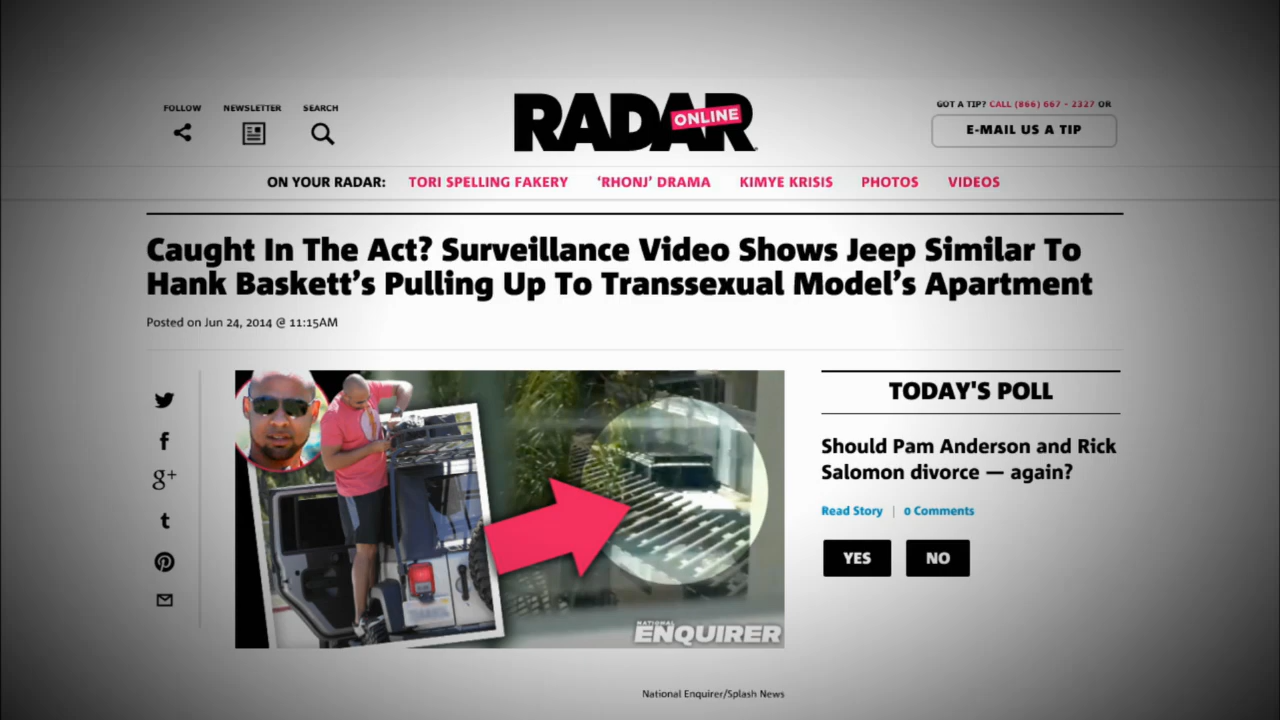 FOLLOW NEWSLETTER SEARCH
RADAR
ONLINE
GOT A TIP? CALL (866) 667 - 2327 OR
E-MAIL US A TIP
ON YOUR RADAR: TORI SPELLING FAKERY ‘RHONJ’ DRAMA KIMYE KRISIS PHOTOS VIDEOS
Caught In The Act? Surveillance Video Shows Jeep Similar To
Hank Baskett’s Pulling Up To Transsexual Model’s Apartment
Posted on Jun 24, 2014 @ 11:15AM
TODAY'S POLL
Should Pam Anderson and Rick
Salomon divorce — again?
Read Story | 0 Comments
YES NO
NATIONAL
ENQUIRER
National Enquirer/Splash News